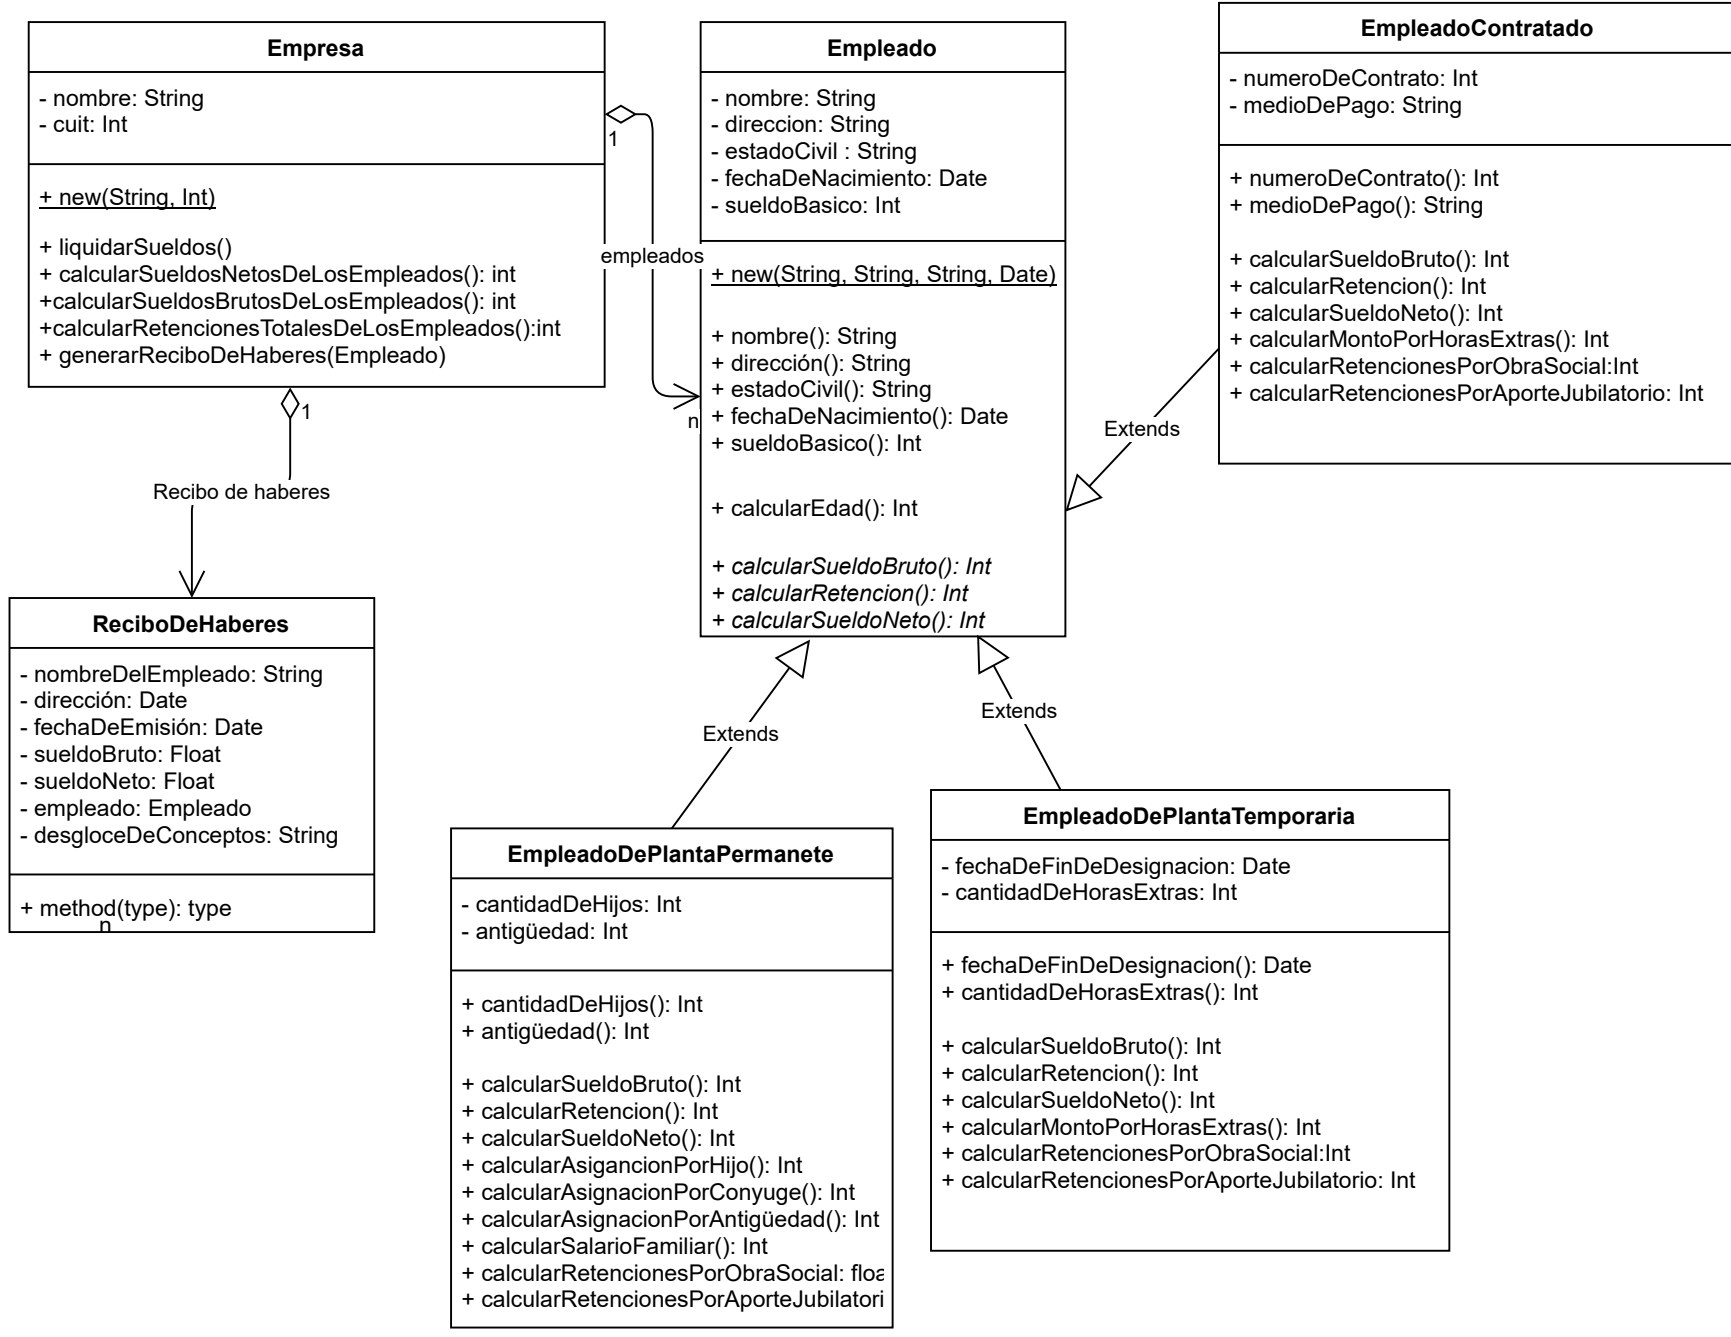 Empresa
- nombre: String
- cuit: Int
+ new(String, Int)
+ liquidarSueldos()
+ calcularSueldosNetosDeLosEmpleados(): int
+calcularSueldosBrutosDeLosEmpleados(): int
+calcularRetencionesTotalesDeLosEmpleados():int
+ generarReciboDeHaberes(Empleado)
1
empleados
n
1
Recibo de haberes
Empleado
- nombre: String
- direccion: String
- estadoCivil : String
- fechaDeNacimiento: Date
- sueldoBasico: Int
+ new(String, String, String, Date)
+ nombre(): String
+ dirección(): String
+ estadoCivil(): String
+ fechaDeNacimiento(): Date
+ sueldoBasico(): Int
+ calcularEdad(): Int
+ calcularSueldoBruto(): Int
+ calcularRetencion(): Int
+ calcularSueldoNeto(): Int
EmpleadoContratado
- numeroDeContrato: Int
- medioDePago: String
+ numeroDeContrato(): Int
+ medioDePago(): String
+ calcularSueldoBruto(): Int
+ calcularRetencion(): Int
+ calcularSueldoNeto(): Int
+ calcularMontoPorHorasExtras(): Int
+ calcularRetencionesPorObraSocial:Int
+ calcularRetencionesPorAporteJubilatorio: Int
Extends
ReciboDeHaberes
- nombreDelEmpleado: String
- dirección: Date
- fechaDeEmisión: Date
- sueldoBruto: Float
- sueldoNeto: Float
- empleado: Empleado
- desgloceDeConceptos: String
+ method(type): type
n
Extends
Extends
EmpleadoDePlantaPermanete
- cantidadDeHijos: Int
- antigüedad: Int
+ cantidadDeHijos(): Int
+ antigüedad(): Int
+ calcularSueldoBruto(): Int
+ calcularRetencion(): Int
+ calcularSueldoNeto(): Int
+ calcularAsigancionPorHijo(): Int
+ calcularAsignacionPorConyuge(): Int
+ calcularAsignacionPorAntigüedad(): Int
+ calcularSalarioFamiliar(): Int
+ calcularRetencionesPorObraSocial: floa
+ calcularRetencionesPorAporteJubilatori
EmpleadoDePlantaTemporaria
- fechaDeFinDeDesignacion: Date
- cantidadDeHorasExtras: Int
+ fechaDeFinDeDesignacion(): Date
+ cantidadDeHorasExtras(): Int
+ calcularSueldoBruto(): Int
+ calcularRetencion(): Int
+ calcularSueldoNeto(): Int
+ calcularMontoPorHorasExtras(): Int
+ calcularRetencionesPorObraSocial:Int
+ calcularRetencionesPorAporteJubilatorio: Int